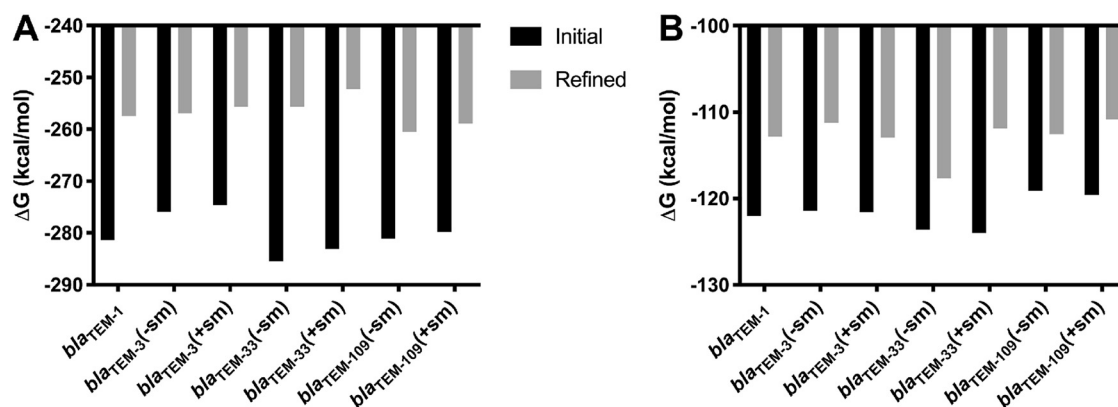 A
-240
-250
-260
-270
-280
-290
ΔG (kcal/mol)
blaTEM-1
blaTEM-3(-sm)
blaTEM-3(+sm)
blaTEM-33(-sm)
blaTEM-33(+sm)
blaTEM-109(-sm)
blaTEM-109(+sm)
Initial
Refined
B
-100
-110
-120
-130
ΔG (kcal/mol)
blaTEM-1
blaTEM-3(-sm)
blaTEM-3(+sm)
blaTEM-33(-sm)
blaTEM-33(+sm)
blaTEM-109(-sm)
blaTEM-109(+sm)